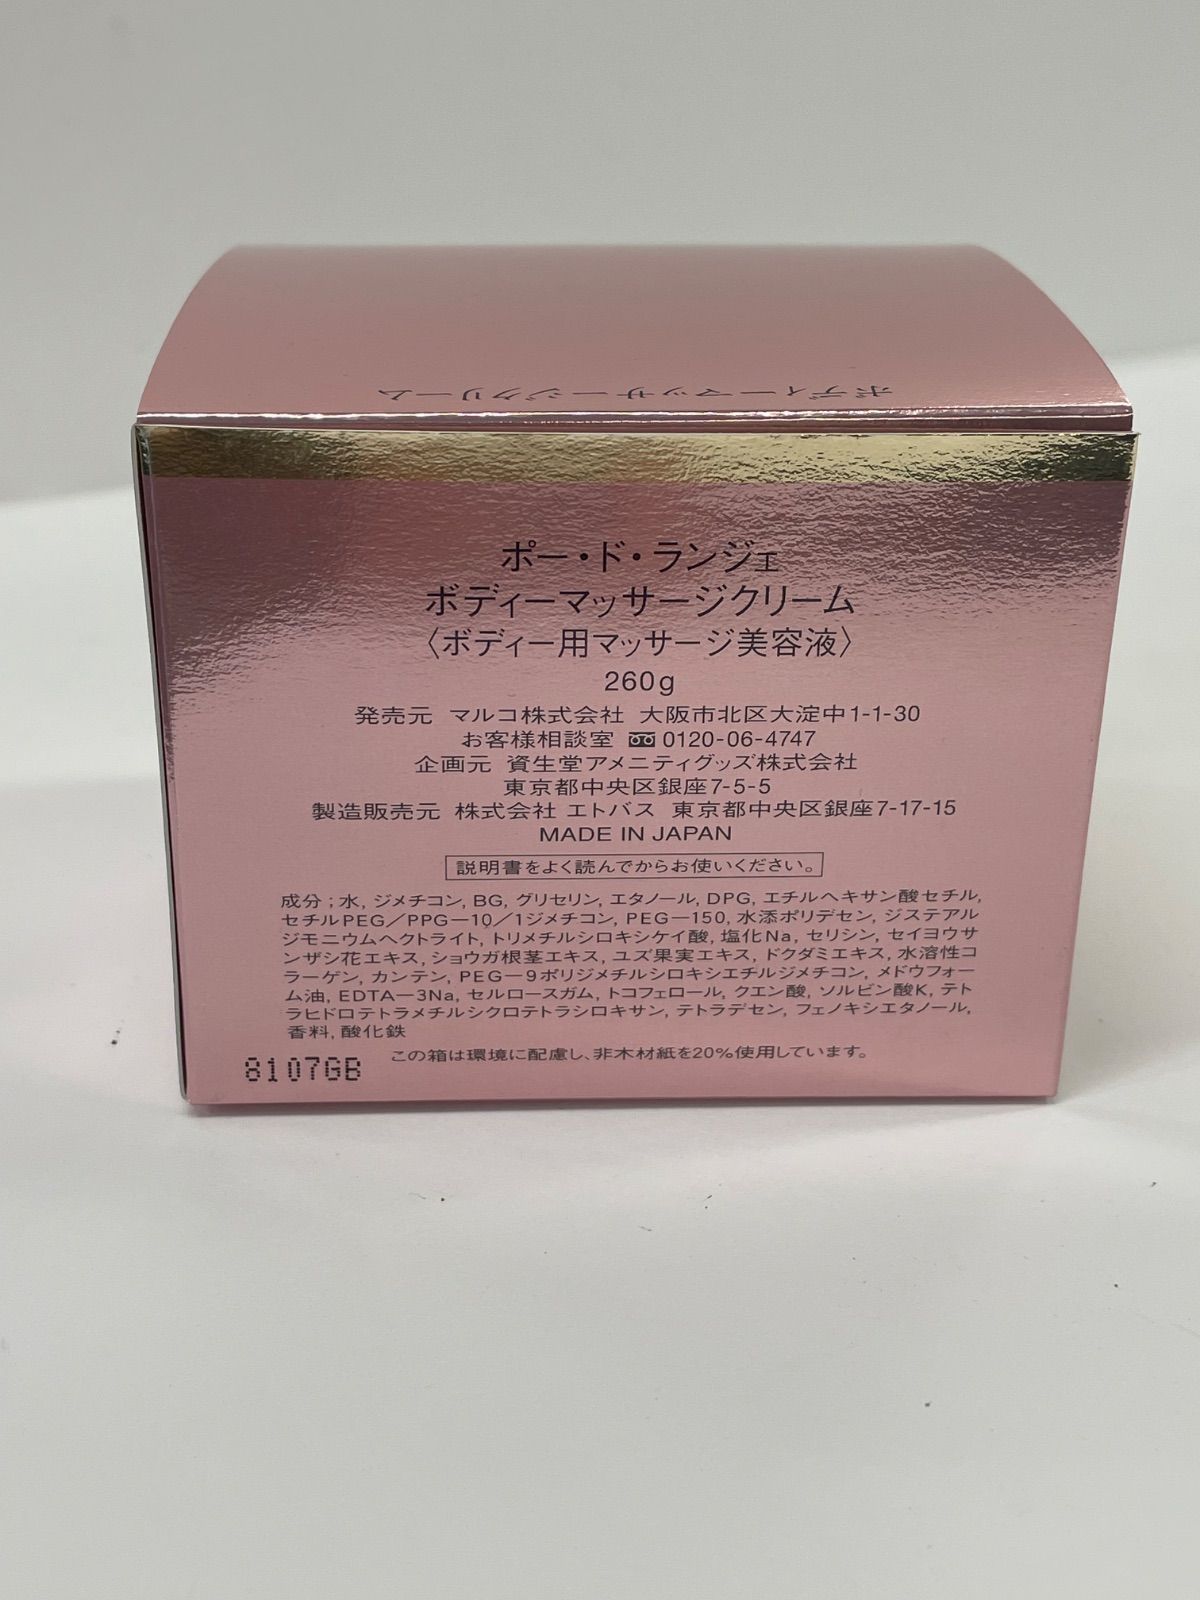 ボディーマッサージクリーム
ポー・ド・ランジェ
ボディーマッサージクリーム
〈ボディー用マッサージ美容液〉
260g
発売元 マルコ株式会社 大阪市北区大淀中1-1-30
お客様相談室 0120-06-4747
企画元 資生堂アメニティグッズ株式会社
東京都中央区銀座7-5-5
製造販売元 株式会社 エトバス 東京都中央区銀座7-17-15
MADE IN JAPAN
説明書をよく読んでからお使いください。
成分；水, ジメチコン, BG, グリセリン, エタノール, DPG, エチルヘキサン酸セチル,
セチルPEG／PPG—10／1ジメチコン, PEG—150, 水添ポリデセン, ジステアル
ジモニウムヘクトライト, トリメチルシロキシケイ酸, 塩化Na, セリシン, セイヨウサ
ンザシ花エキス, ショウガ根茎エキス, ユズ果実エキス, ドクダミエキス, 水溶性コ
ラーゲン, カンテン, PEG—9ポリジメチルシロキシエチルジメチコン, メドウフォー
ム油, EDTA—3Na, セルロースガム, トコフェロール, クエン酸, ソルビン酸K, テト
ラヒドロテトラメチルシクロテトラシロキサン, テトラデセン, フェノキシエタノール,
香料, 酸化鉄
この箱は環境に配慮し、非木材紙を20%使用しています。
8107GB